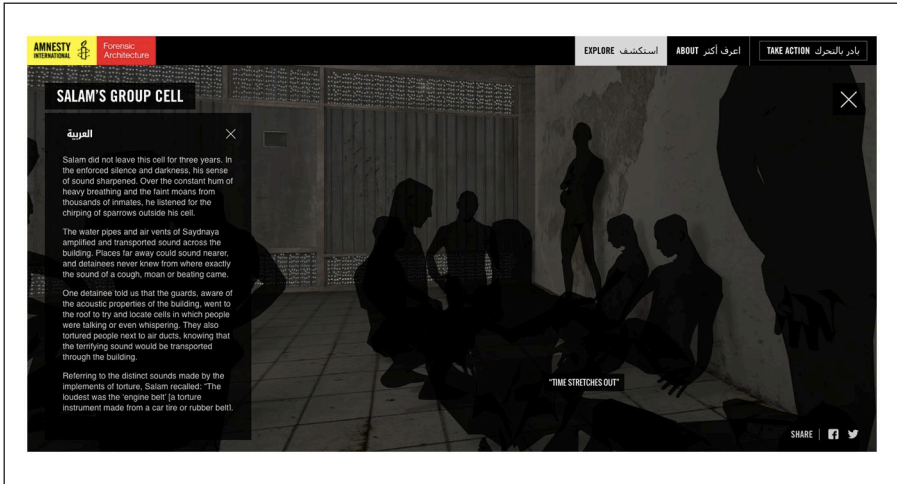 AMNESTY
INTERNATIONAL
Forensic
Architecture
EXPLORE استكشف
ABOUT اعرف أكثر
TAKE ACTION بادر بالتحرك
SALAM'S GROUP CELL
العربية
Salam did not leave this cell for three years. In
the enforced silence and darkness, his sense
of sound sharpened. Over the constant hum of
heavy breathing and the faint moans from
thousands of inmates, he listened for the
chirping of sparrows outside his cell.
The water pipes and air vents of Saydnaya
amplified and transported sound across the
building. Places far away could sound nearer,
and detainees never knew from where exactly
the sound of a cough, moan or beating came.
One detainee told us that the guards, aware of
the acoustic properties of the building, went to
the roof to try and locate cells in which people
were talking or even whispering. They also
tortured people next to air ducts, knowing that
the terrifying sound would be transported
through the building.
Referring to the distinct sounds made by the
implements of torture, Salam recalled: “The
loudest was the ‘engine belt’ [a torture
instrument made from a car tire or rubber belt].
"TIME STRETCHES OUT"
SHARE